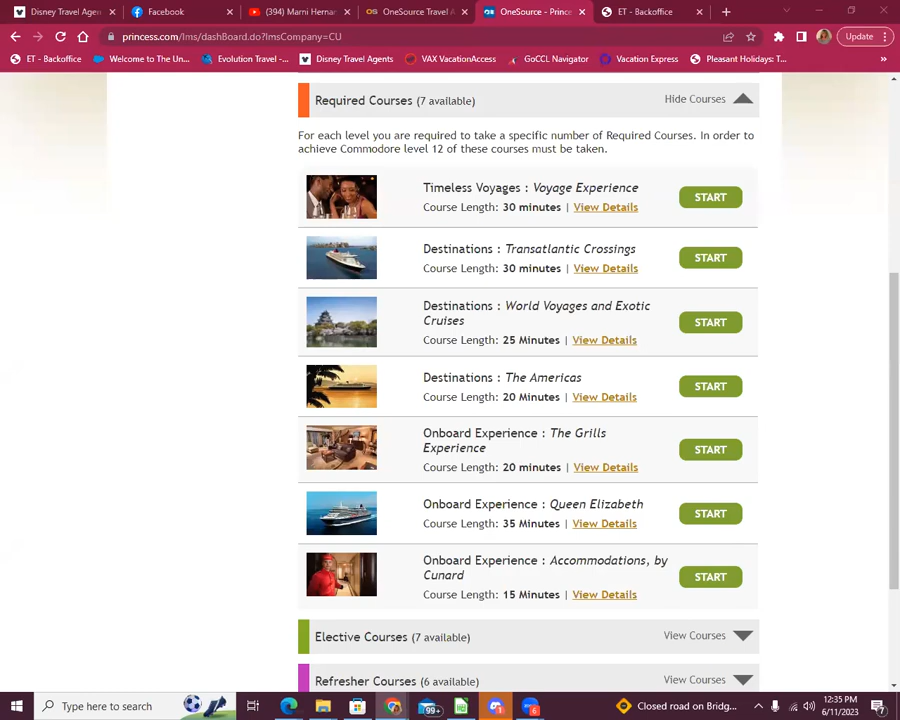 Disney Travel Agen
Facebook
(394) Marni Hernan
OneSource Travel A
OneSource - Prince
ET - Backoffice
princess.com/lms/dashBoard.do?lmsCompany=CU
Update
ET - Backoffice
Welcome to The Un...
Evolution Travel -...
Disney Travel Agents
VAX VacationAccess
GoCCL Navigator
Vacation Express
Pleasant Holidays: T...
Required Courses (7 available)
Hide Courses
For each level you are required to take a specific number of Required Courses. In order to
achieve Commodore level 12 of these courses must be taken.
Timeless Voyages : Voyage Experience
Course Length: 30 minutes | View Details
START
Destinations : Transatlantic Crossings
Course Length: 30 minutes | View Details
START
Destinations : World Voyages and Exotic
Cruises
Course Length: 25 Minutes | View Details
START
Destinations : The Americas
Course Length: 20 Minutes | View Details
START
Onboard Experience : The Grills
Experience
Course Length: 20 minutes | View Details
START
Onboard Experience : Queen Elizabeth
Course Length: 35 Minutes | View Details
START
Onboard Experience : Accommodations, by
Cunard
Course Length: 15 Minutes | View Details
START
Elective Courses (7 available)
View Courses
Refresher Courses (6 available)
View Courses
Type here to search
99+
Closed road on Bridg...
12:35 PM
6/11/2023